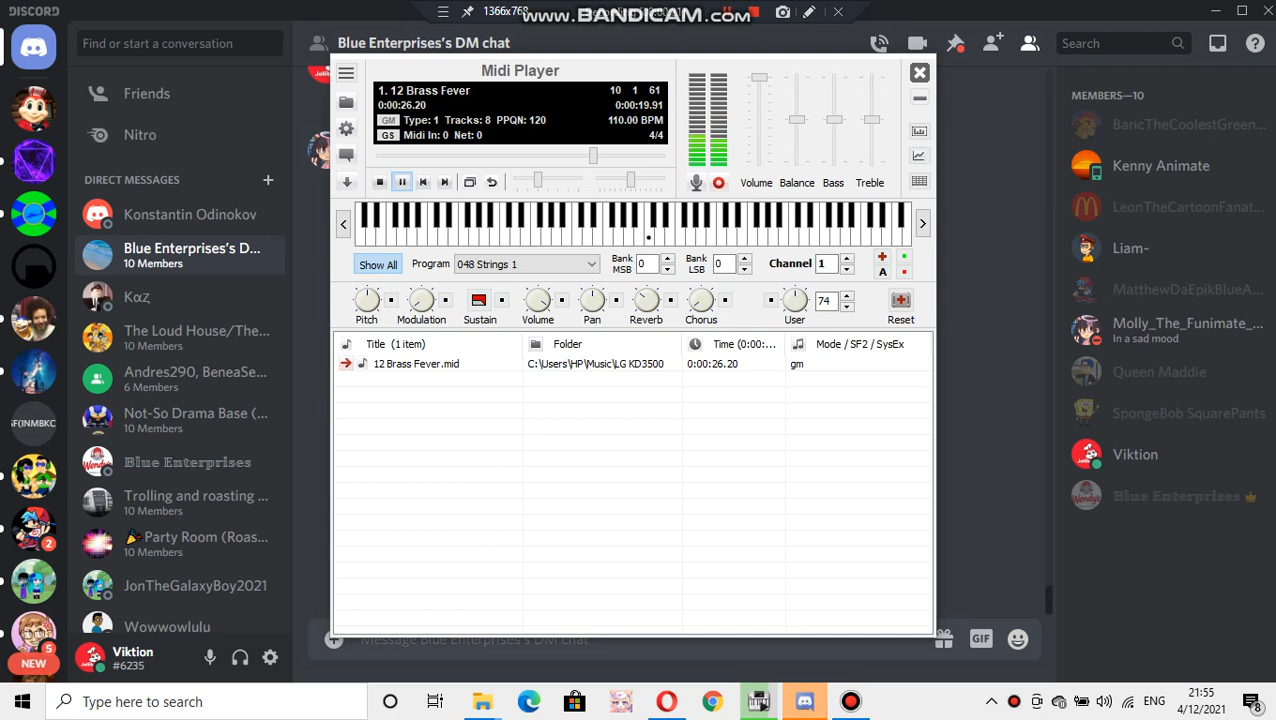 DISCORD
1366x768
www.BANDICAM.com
Find or start a conversation
Blue Enterprises's DM chat
Search
Friends
Nitro
DIRECT MESSAGES
Konstantin Odinokov
Blue Enterprises's D...
10 Members
The Loud House/The...
10 Members
Andres290, BeneaSe...
6 Members
Not-So Drama Base (...
10 Members
Blue Enterprises
Trolling and roasting ...
10 Members
Party Room (Roas...
10 Members
JonTheGalaxyBoy2021
Wowwowlulu
SF(INMBKC
2
5
NEW
Viktion
#6235
Midi Player
1. 12 Brass Fever 10 1 61
0:00:26.20 0:00:19.91
GM Type: 1 Tracks: 8 PPQN: 120 110.00 BPM
GS Midi In: 0 Net: 0 4/4
Volume Balance Bass Treble
Show All Program 048 Strings 1 Bank MSB 0 Bank LSB 0 Channel 1
A
Pitch Modulation Sustain Volume Pan Reverb Chorus User 74 Reset
Title (1 item) Folder Time (0:00:... Mode / SF2 / SysEx
12 Brass Fever.mid C:\Users\HP\Music\LG KD3500 0:00:26.20 gm
Message Blue Enterprises's DM chat
GIF
MEMBERS—10
Kenny Animate
LeonTheCartoonFanat...
Liam-
MatthewDaEpikBlueA...
Molly_The_Funimate_...
In a sad mood
Queen Maddie
SpongeBob SquarePants
Viktion
Blue Enterprises
Type here to search
ENG
21:55
4/12/2021
8